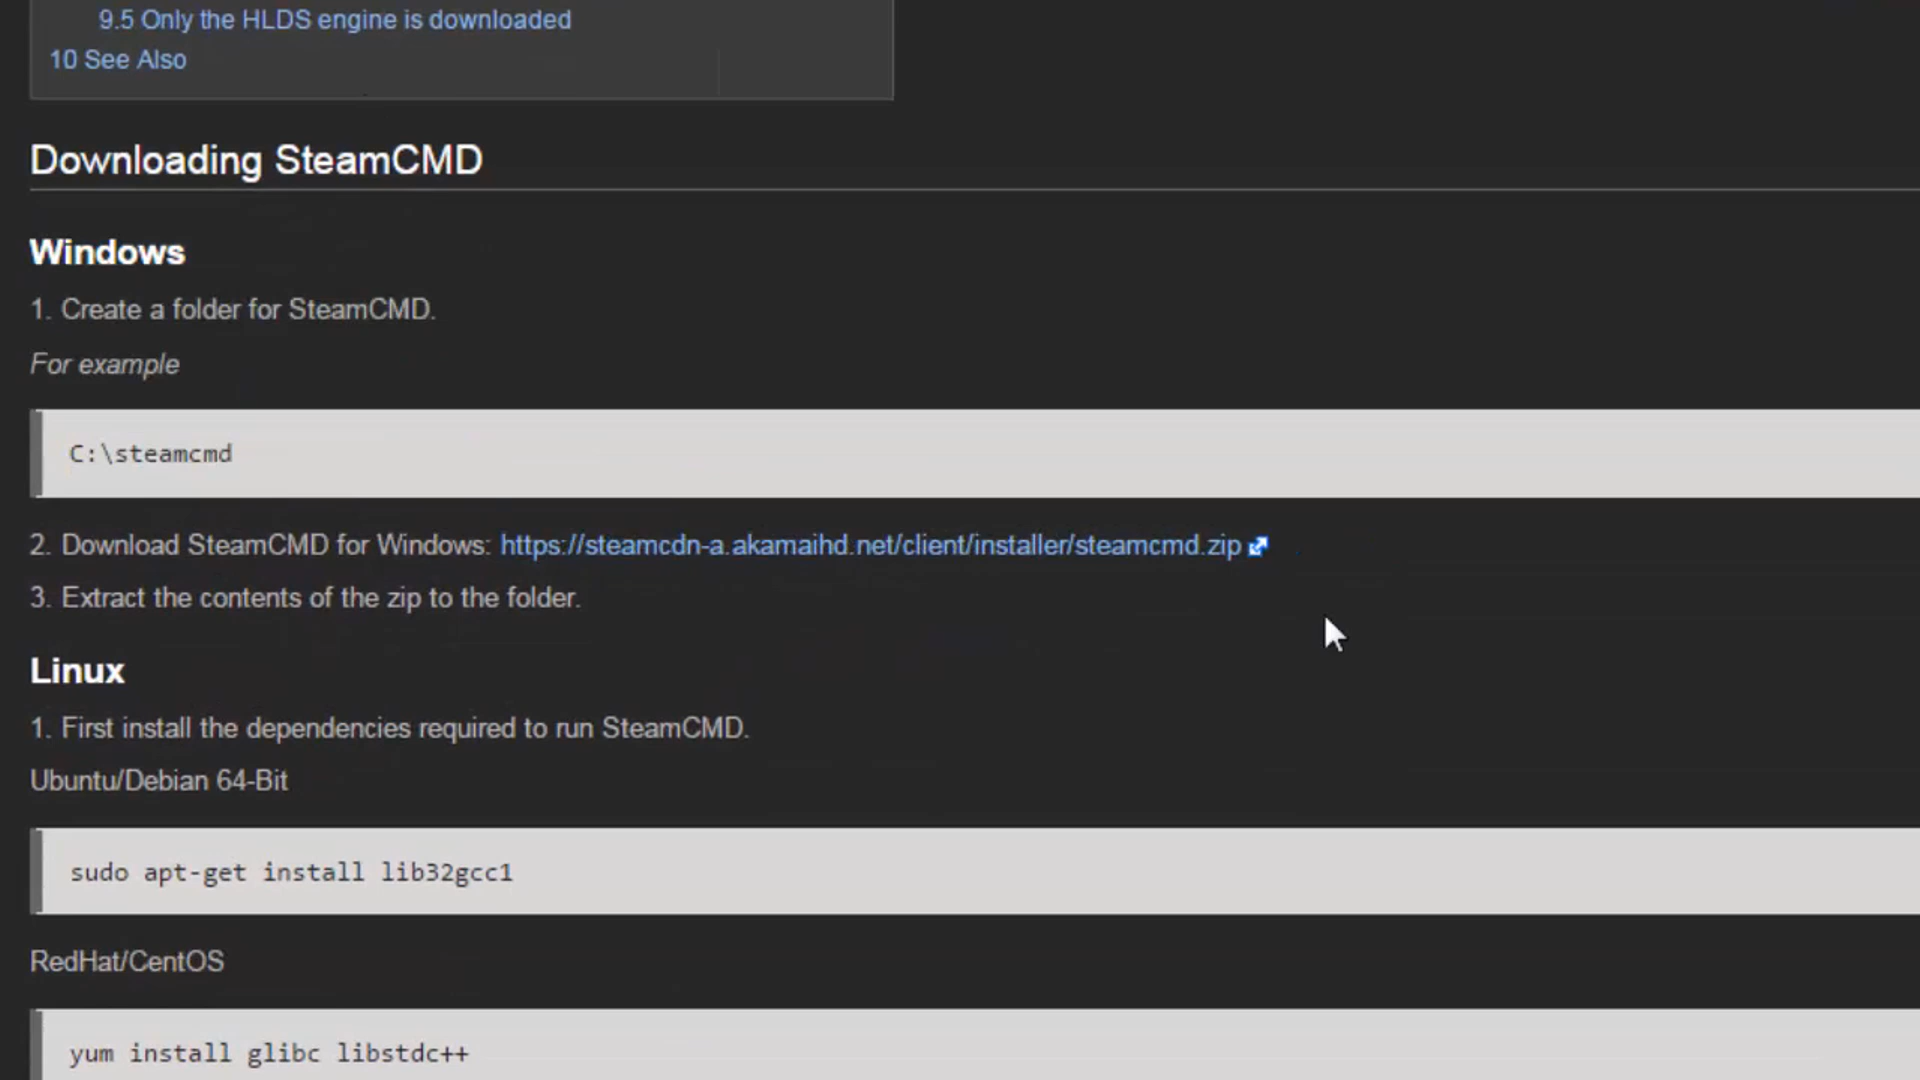 9.5 Only the HLDS engine is downloaded
10 See Also
Downloading SteamCMD
Windows
1. Create a folder for SteamCMD.
For example
C:\steamcmd
2. Download SteamCMD for Windows: https://steamcdn-a.akamaihd.net/client/installer/steamcmd.zip
3. Extract the contents of the zip to the folder.
Linux
1. First install the dependencies required to run SteamCMD.
Ubuntu/Debian 64-Bit
sudo apt-get install lib32gcc1
RedHat/CentOS
yum install glibc libstdc++